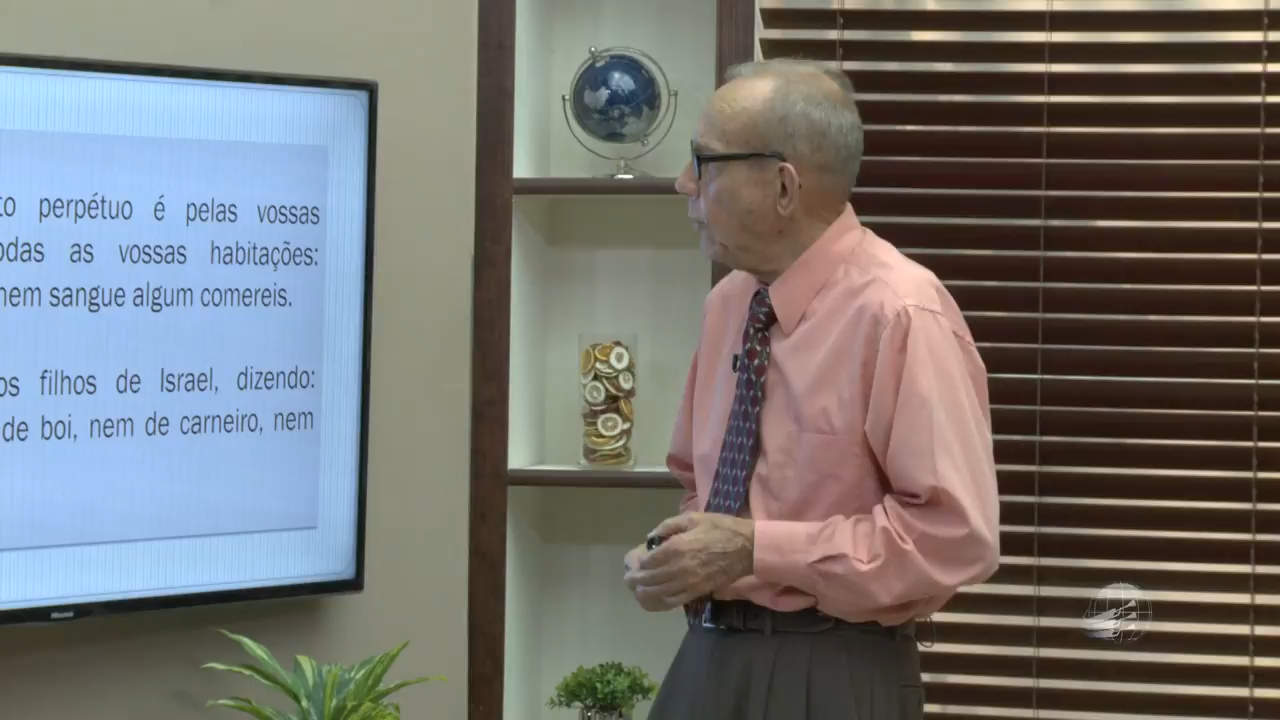 to perpétuo é pelas vossas
odas as vossas habitações:
nem sangue algum comereis.
os filhos de Israel, dizendo:
de boi, nem de carneiro, nem
Hisense